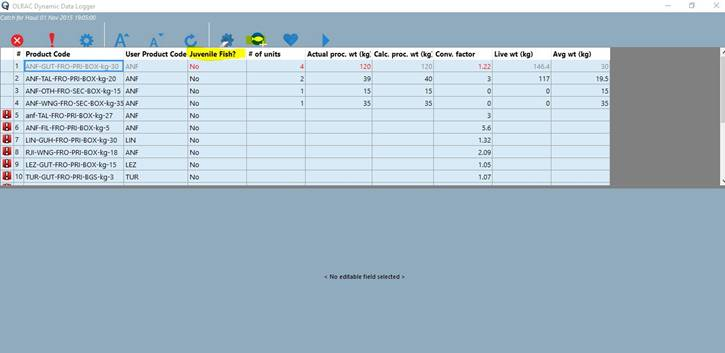 OLRAC Dynamic Data Logger
Catch for Haul 01 Nov 2015 19:05:00
# Product Code User Product Code Juvenile Fish? # of units Actual proc. wt (kg) Calc. proc. wt (kg) Conv. factor Live wt (kg) Avg wt (kg)
1 ANF-GUT-FRO-PRI-BOX-kg-30 ANF No 4 120 120 1.22 146.4 30
2 ANF-TAL-FRO-PRI-BOX-kg-20 ANF No 2 39 40 3 117 19.5
3 ANF-OTH-FRO-SEC-BOX-kg-15 ANF No 1 15 15 0 0 15
4 ANF-WNG-FRO-SEC-BOX-kg-35 ANF No 1 35 35 0 0 35
5 anf-TAL-FRO-PRI-BOX-kg-27 ANF No 3
6 ANF-FIL-FRO-PRI-BOX-kg-5 ANF No 5.6
7 LIN-GUH-FRO-PRI-BOX-kg-30 LIN No 1.32
8 RJI-WNG-FRO-PRI-BOX-kg-18 ANF No 2.09
9 LEZ-GUT-FRO-PRI-BOX-kg-15 LEZ No 1.05
10 TUR-GUT-FRO-PRI-BGS-kg-3 TUR No 1.07
< No editable field selected >